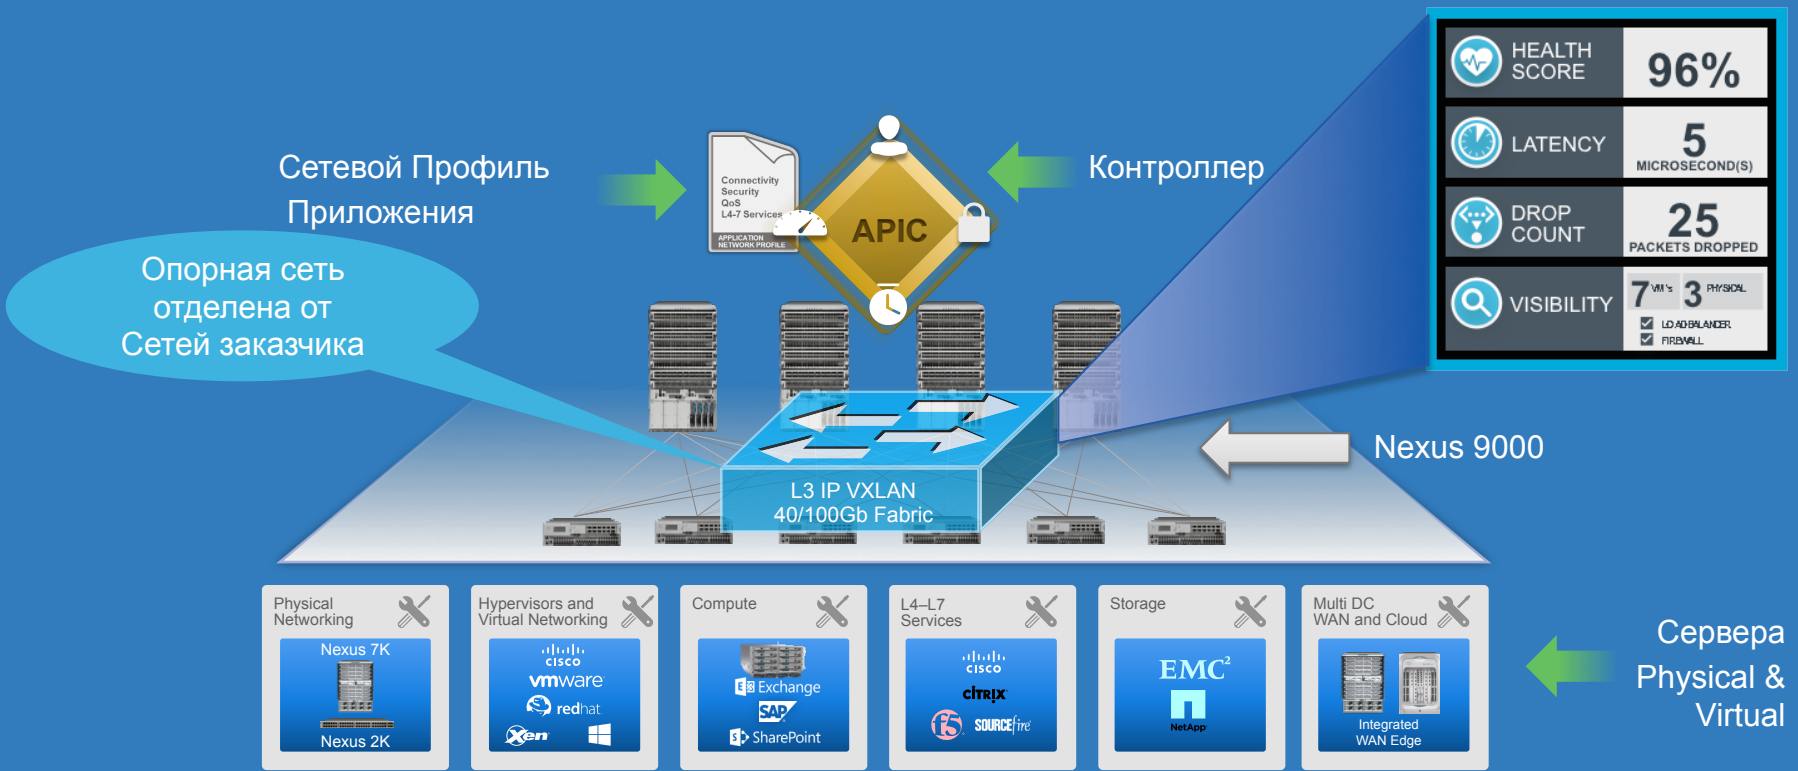 HEALTH
SCORE
96%
LATENCY
5
MICROSECOND(S)
DROP
COUNT
25
PACKETS DROPPED
VISIBILITY
7 VM's 3 PHYSICAL
LOAD BALANCER
FIREWALL
Сетевой Профиль
Приложения
Connectivity
Security
QoS
L4-7 Services
APPLICATION
NETWORK PROFILE
APIC
Контроллер
Опорная сеть
отделена от
Сетей заказчика
Nexus 9000
L3 IP VXLAN
40/100Gb Fabric
Physical
Networking
Nexus 7K
Nexus 2K
Hypervisors and
Virtual Networking
CISCO
vmware
redhat
Xen
Compute
Exchange
SAP
SharePoint
L4–L7
Services
CISCO
CİTRIX
f5
SOURCEfire
Storage
EMC²
NetApp
Multi DC
WAN and Cloud
Integrated
WAN Edge
Сервера
Physical &
Virtual